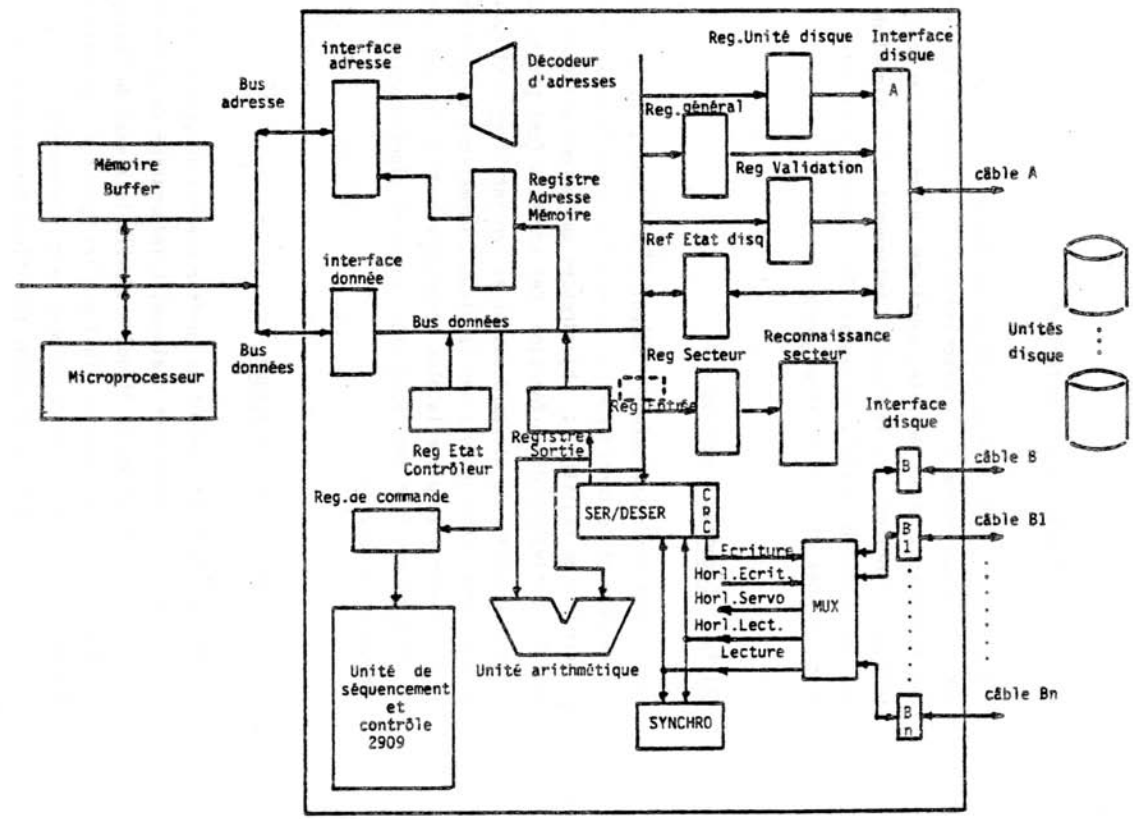 Reg.Unité disque
Interface
disque
interface
adresse
Décodeur
d'adresses
Bus
adresse
A
Reg.général
Mémoire
Buffer
Reg Validation
câble A
Registre
Adresse
Mémoire
Ref Etat disq
interface
donnée
Bus données
Bus
données
Microprocesseur
Unités
disque
Reg Secteur
Reconnaissance
secteur
Reg Entrée
Interface
disque
Registre
Sortie
Reg Etat
Contrôleur
B
câble B
Reg.de commande
SER/DESER
C
R
C
B
1
câble B1
Ecriture
Horl.Ecrit.
Horl.Servo
MUX
Horl.Lect.
Lecture
Unité arithmétique
Unité de
séquencement
et
contrôle
2909
SYNCHRO
B
n
câble Bn